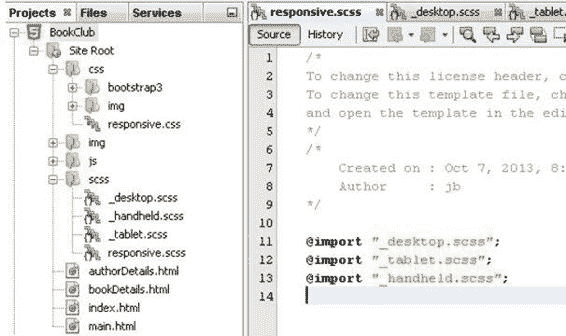 Projects Files Services
BookClub
Site Root
css
bootstrap3
img
responsive.css
img
js
scss
_desktop.scss
_handheld.scss
_tablet.scss
responsive.scss
authorDetails.html
bookDetails.html
index.html
main.html
responsive.scss _desktop.scss _tablet.
Source History
1 /*
2 To change this license header, c
3 To change this template file, ch
4 and open the template in the edi
5 */
6 /*
7 Created on : Oct 7, 2013, 8:
8 Author : jb
9 */
10
11 @import "_desktop.scss";
12 @import "_tablet.scss";
13 @import "_handheld.scss";
14